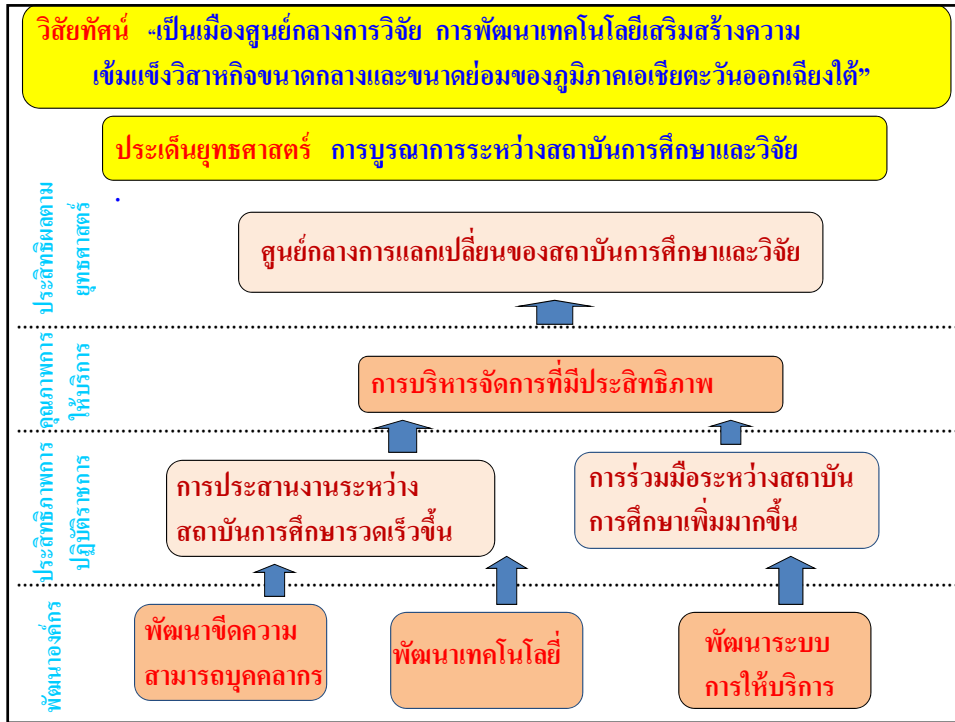 วิสัยทัศน์ “เป็นเมืองศูนย์กลางการวิจัย การพัฒนาเทคโนโลยีเสริมสร้างความ
เข้มแข็งวิสาหกิจขนาดกลางและขนาดย่อมของภูมิภาคเอเชียตะวันออกเฉียงใต้”
ประเด็นยุทธศาสตร์ การบูรณาการระหว่างสถาบันการศึกษาและวิจัย
.
ประสิทธิผลตาม
ยุทธศาสตร์
ศูนย์กลางการแลกเปลี่ยนของสถาบันการศึกษาและวิจัย
คุณภาพการ
ให้บริการ
การบริหารจัดการที่มีประสิทธิภาพ
ประสิทธิภาพการ
ปฏิบัติราชการ
การประสานงานระหว่าง
สถาบันการศึกษารวดเร็วขึ้น
การร่วมมือระหว่างสถาบัน
การศึกษาเพิ่มมากขึ้น
พัฒนาองค์กร
พัฒนาขีดความ
สามารถบุคคลากร
พัฒนาเทคโนโลยี่
พัฒนาระบบ
การให้บริการ